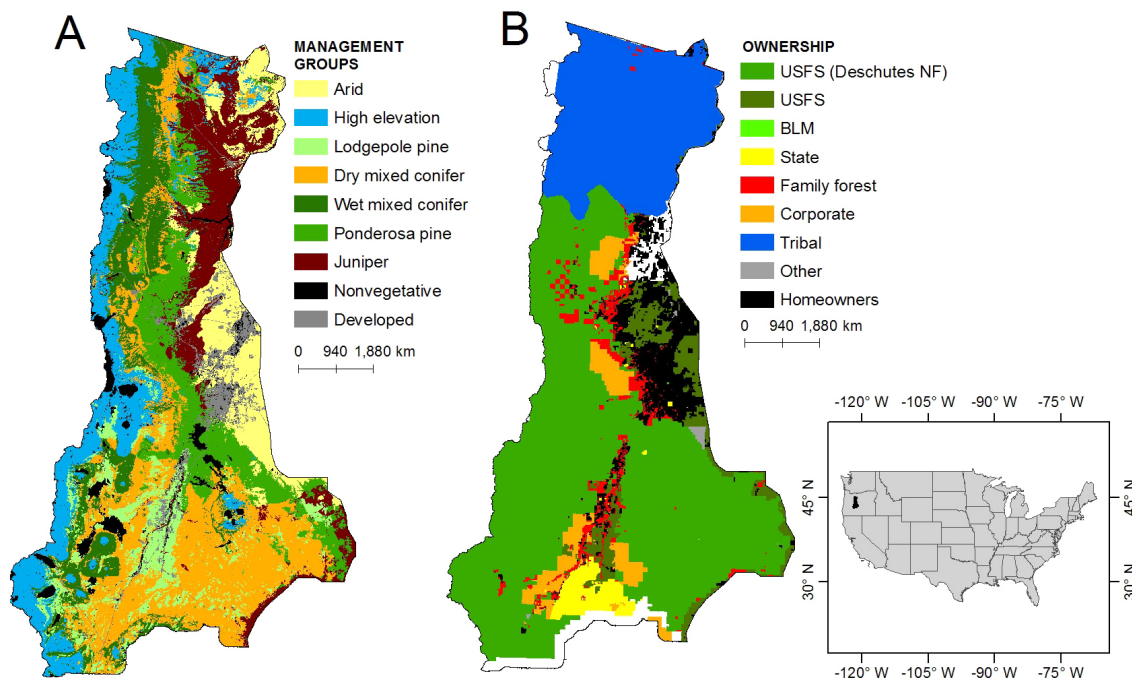 A
MANAGEMENT
GROUPS
Arid
High elevation
Lodgepole pine
Dry mixed conifer
Wet mixed conifer
Ponderosa pine
Juniper
Nonvegetative
Developed
0 940 1,880 km
B
OWNERSHIP
USFS (Deschutes NF)
USFS
BLM
State
Family forest
Corporate
Tribal
Other
Homeowners
0 940 1,880 km
-120° W -105° W -90° W -75° W
45° N 45° N
30° N 30° N
-120° W -105° W -90° W -75° W